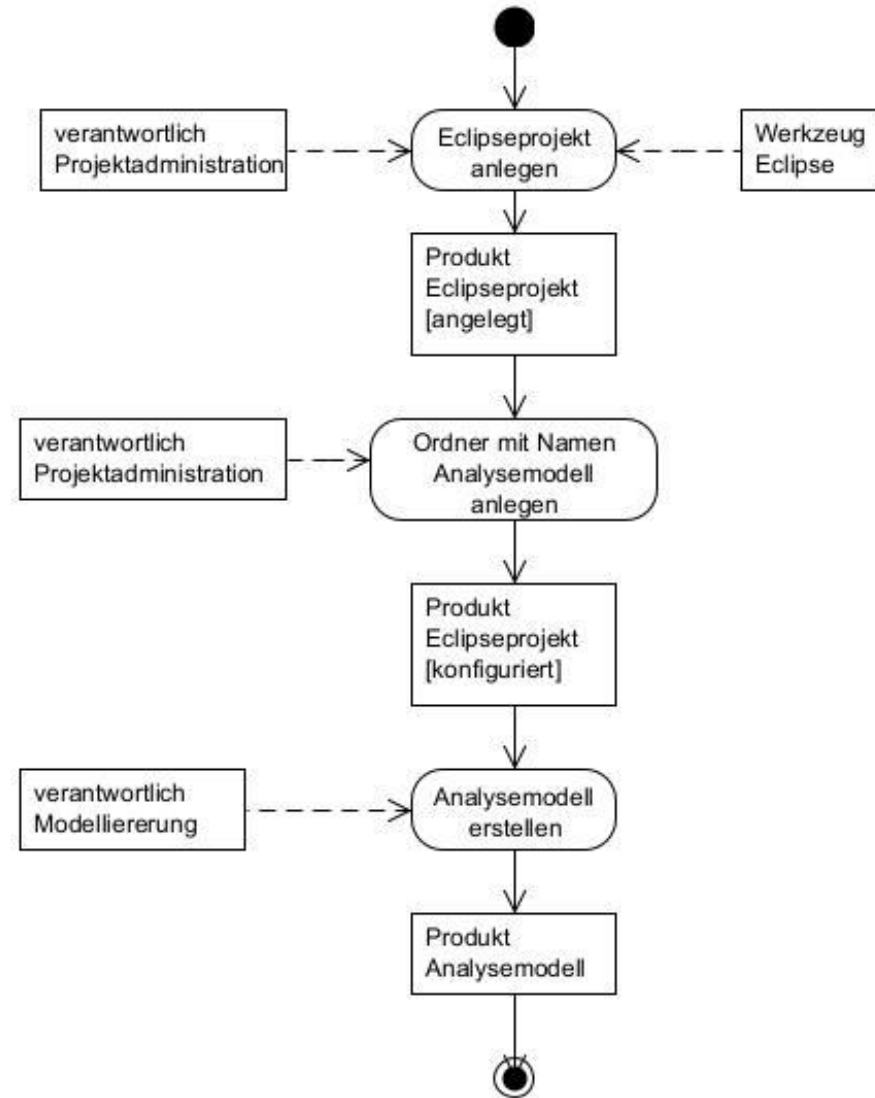 verantwortlich
Projektadministration
Eclipseprojekt
anlegen
Werkzeug
Eclipse
Produkt
Eclipseprojekt
[angelegt]
verantwortlich
Projektadministration
Ordner mit Namen
Analysemodell
anlegen
Produkt
Eclipseprojekt
[konfiguriert]
verantwortlich
Modelliererung
Analysemodell
erstellen
Produkt
Analysemodell